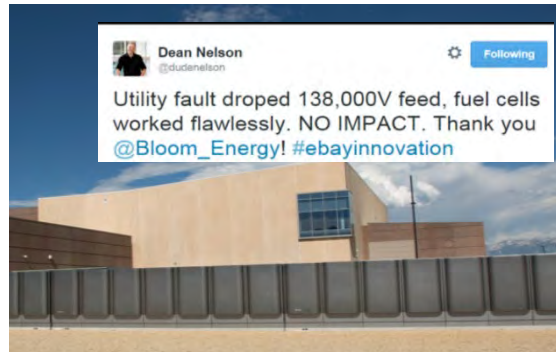 Dean Nelson
@dudenelson
Following
Utility fault droped 138,000V feed, fuel cells
worked flawlessly. NO IMPACT. Thank you
@Bloom_Energy! #ebayinnovation